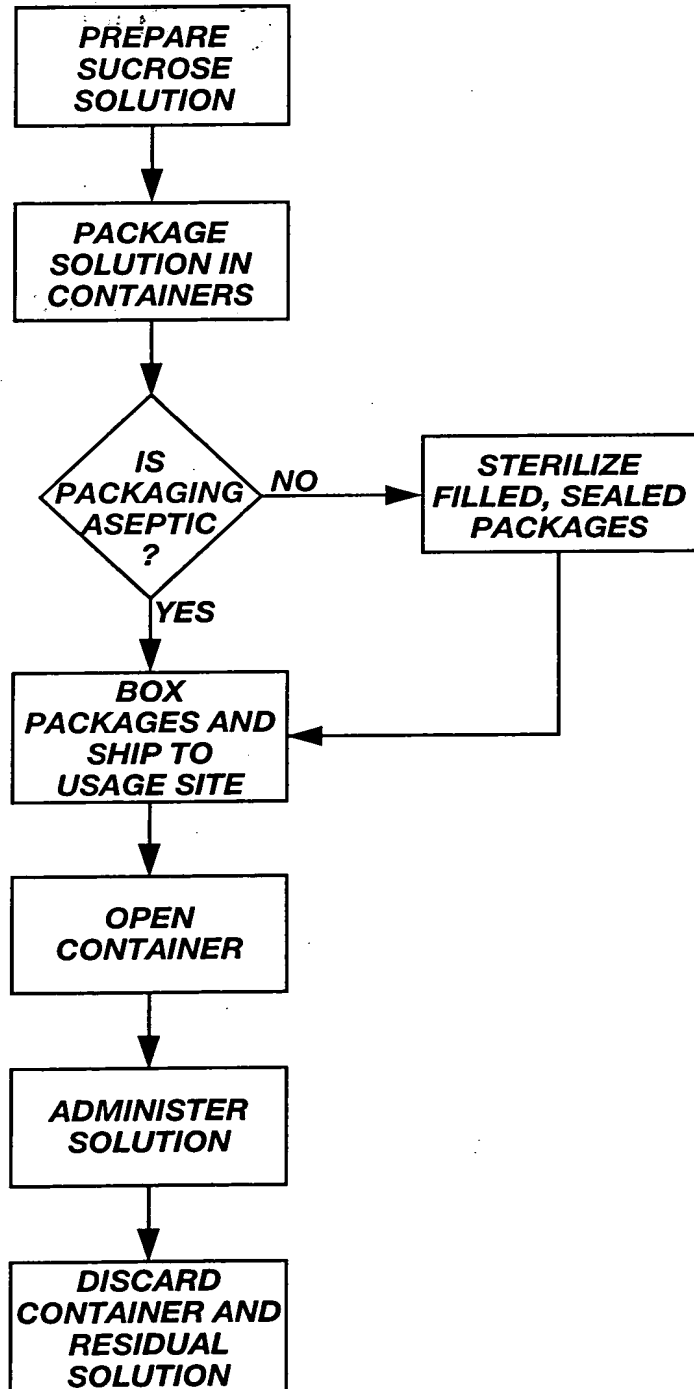 PREPARE
SUCROSE
SOLUTION
PACKAGE
SOLUTION IN
CONTAINERS
IS
PACKAGING
ASEPTIC
?
NO
STERILIZE
FILLED, SEALED
PACKAGES
YES
BOX
PACKAGES AND
SHIP TO
USAGE SITE
OPEN
CONTAINER
ADMINISTER
SOLUTION
DISCARD
CONTAINER AND
RESIDUAL
SOLUTION